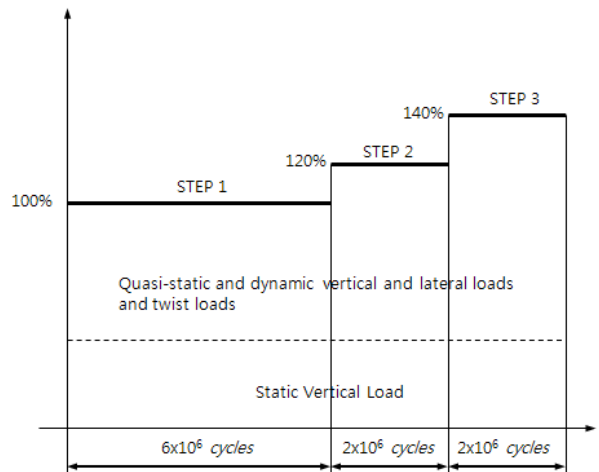 STEP 3
140%
STEP 2
120%
STEP 1
100%
Quasi-static and dynamic vertical and lateral loads
and twist loads
Static Vertical Load
6x10⁶ cycles
2x10⁶ cycles
2x10⁶ cycles